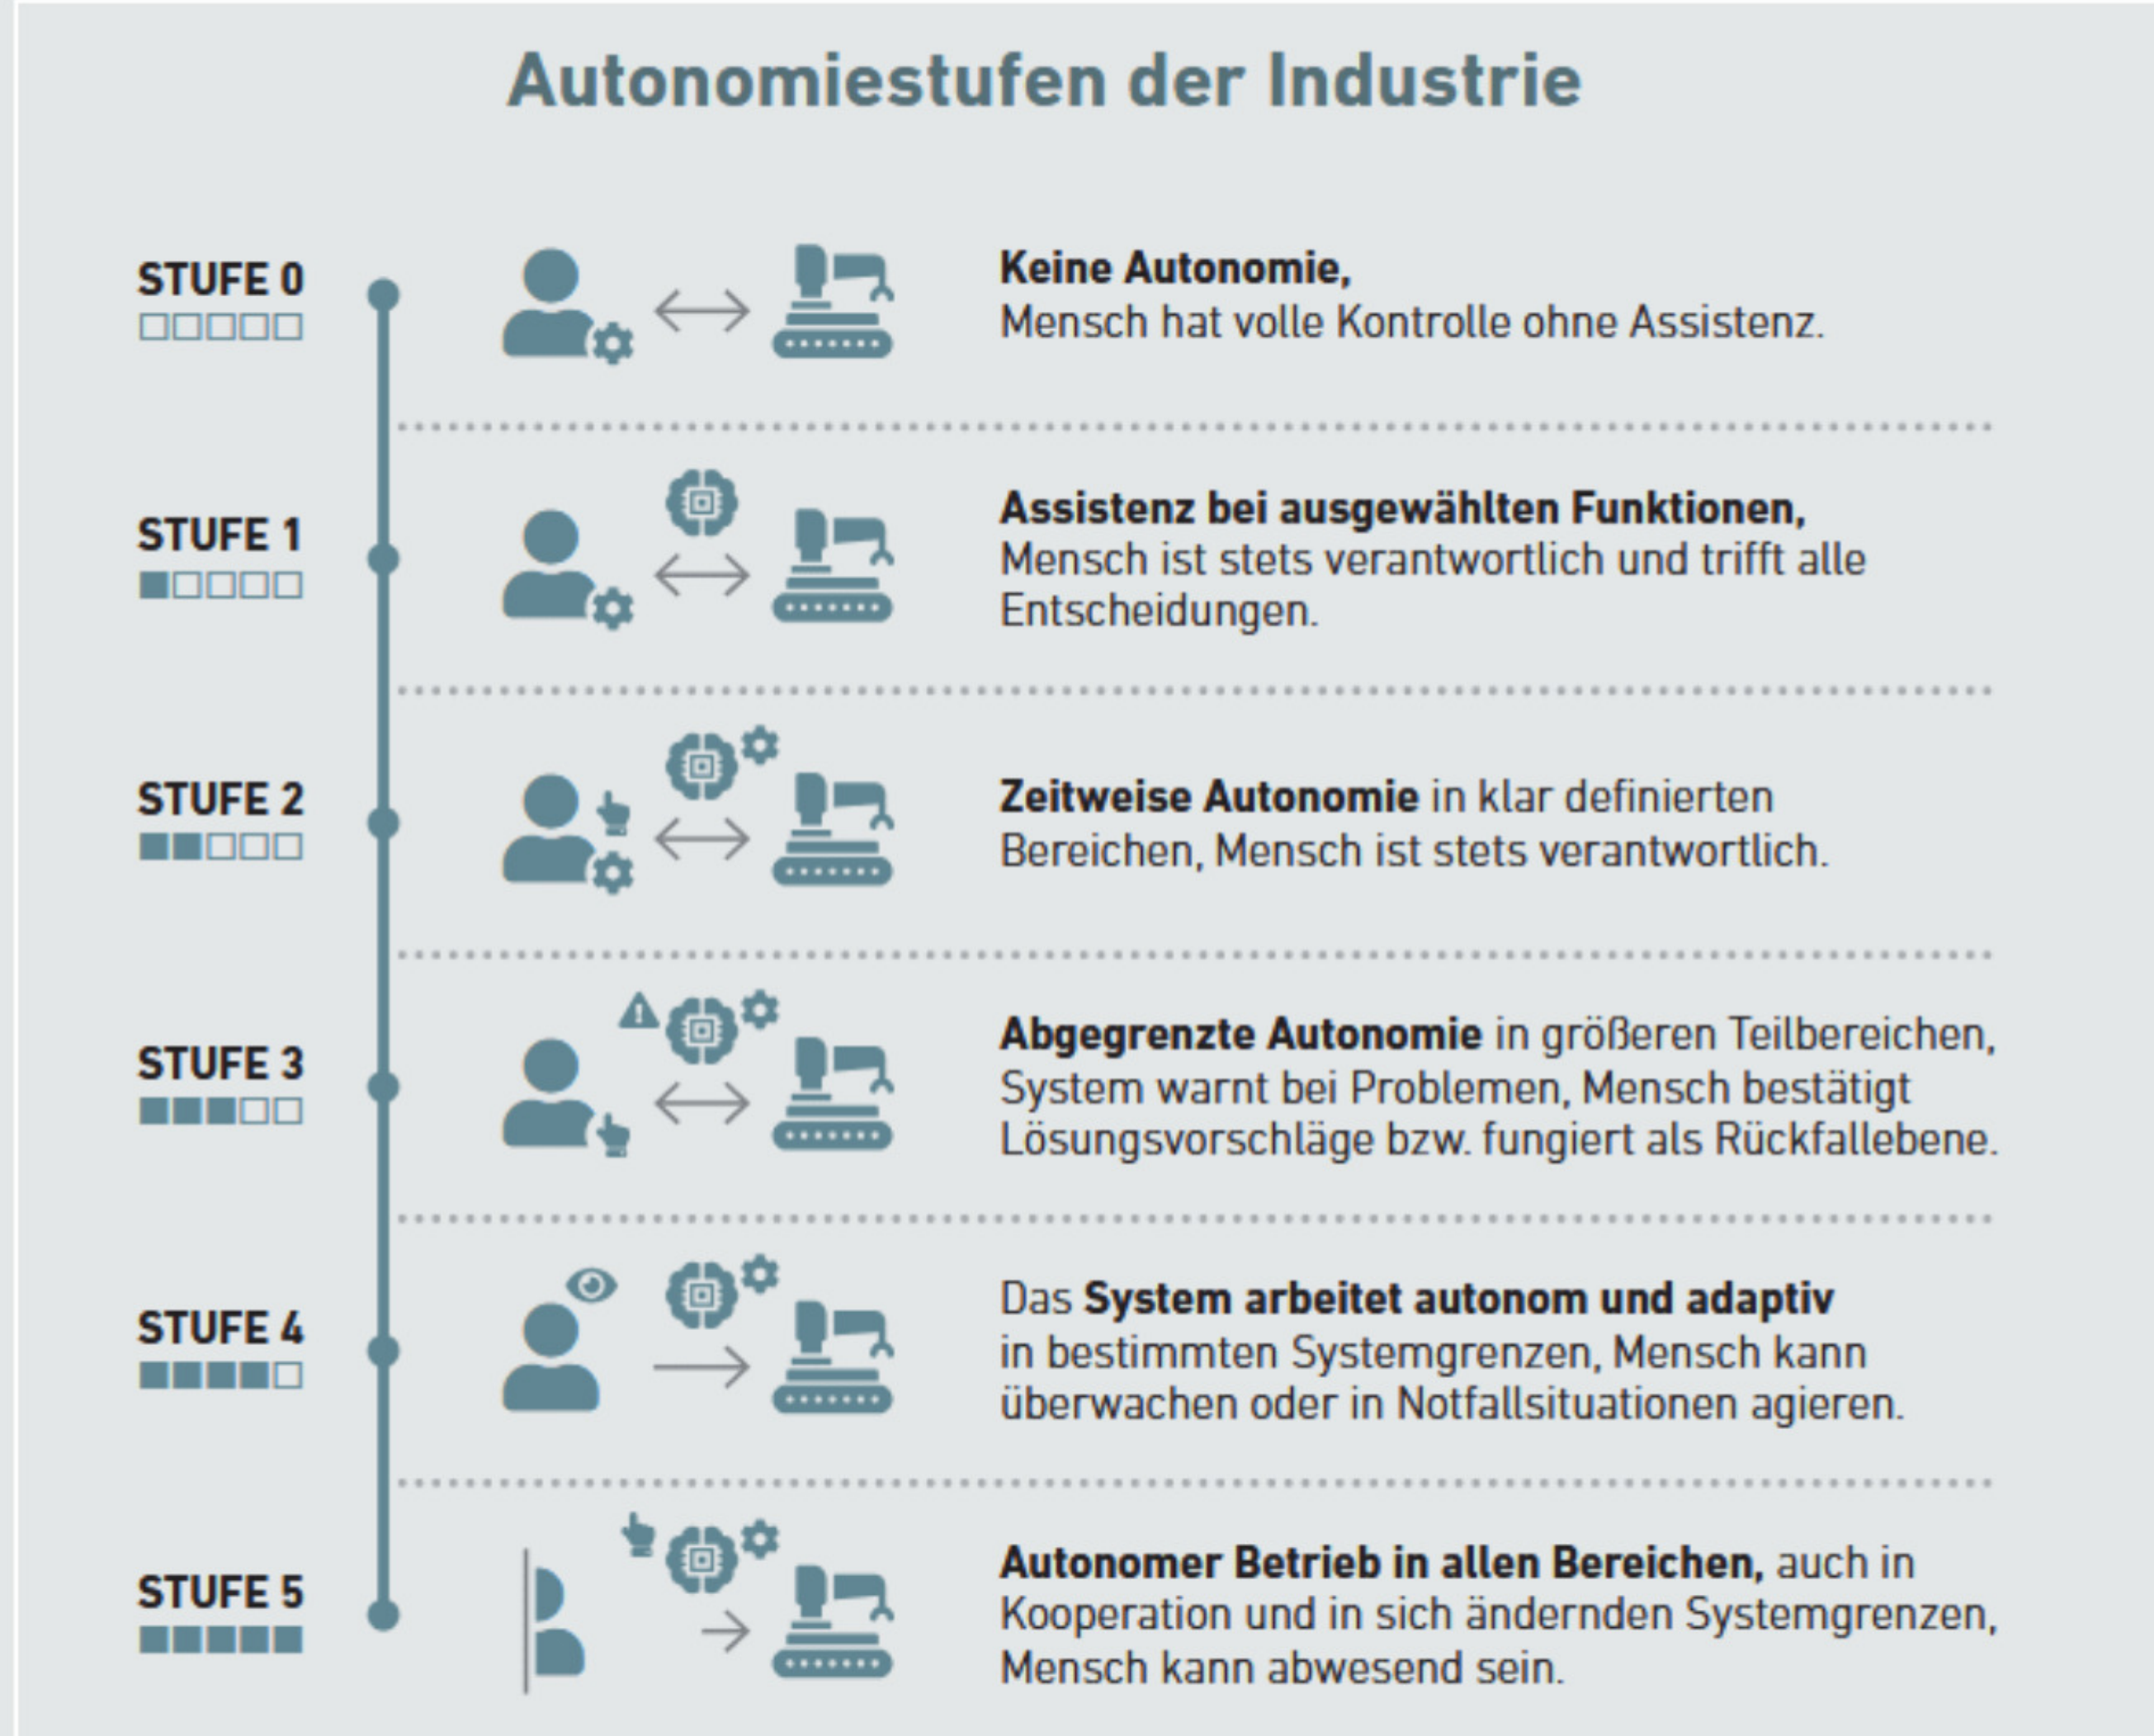 Autonomiestufen der Industrie
STUFE 0
Keine Autonomie,
Mensch hat volle Kontrolle ohne Assistenz.
STUFE 1
Assistenz bei ausgewählten Funktionen,
Mensch ist stets verantwortlich und trifft alle
Entscheidungen.
STUFE 2
Zeitweise Autonomie in klar definierten
Bereichen, Mensch ist stets verantwortlich.
STUFE 3
Abgegrenzte Autonomie in größeren Teilbereichen,
System warnt bei Problemen, Mensch bestätigt
Lösungsvorschläge bzw. fungiert als Rückfallebene.
STUFE 4
Das System arbeitet autonom und adaptiv
in bestimmten Systemgrenzen, Mensch kann
überwachen oder in Notfallsituationen agieren.
STUFE 5
Autonomer Betrieb in allen Bereichen, auch in
Kooperation und in sich ändernden Systemgrenzen,
Mensch kann abwesend sein.